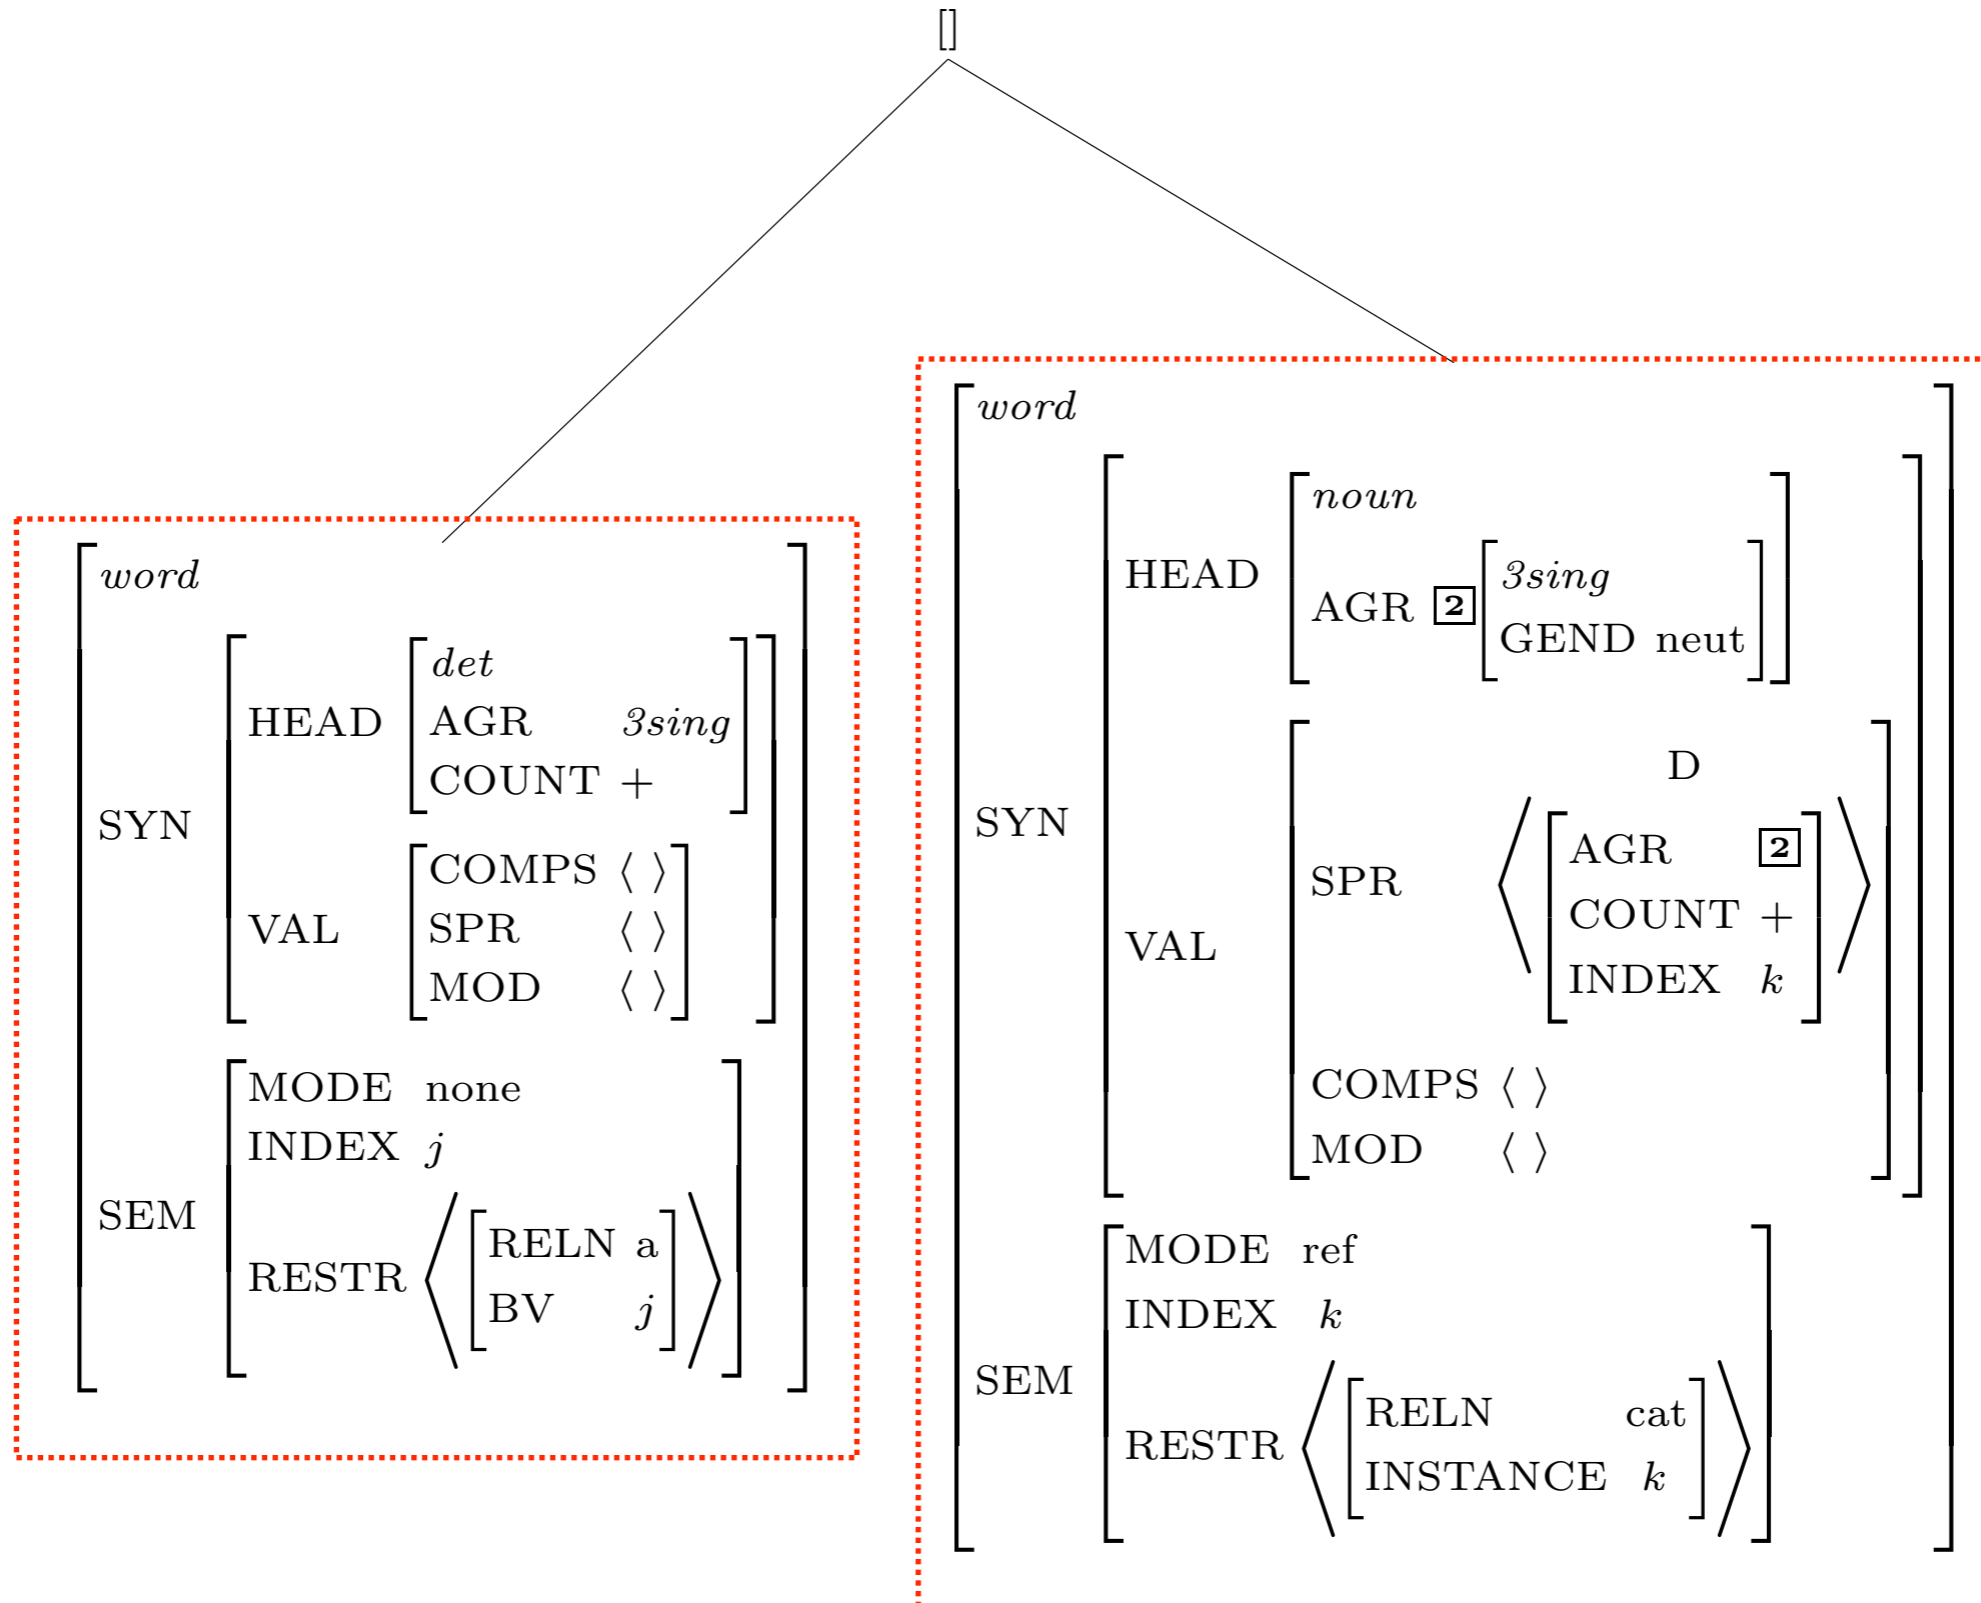 []
word
SYN
HEAD
det
AGR 3sing
COUNT +
VAL
COMPS ⟨ ⟩
SPR ⟨ ⟩
MOD ⟨ ⟩
SEM
MODE none
INDEX j
RESTR
RELN a
BV j
word
SYN
HEAD
noun
AGR 2
3sing
GEND neut
VAL
SPR
D
AGR 2
COUNT +
INDEX k
COMPS ⟨ ⟩
MOD ⟨ ⟩
SEM
MODE ref
INDEX k
RESTR
RELN cat
INSTANCE k